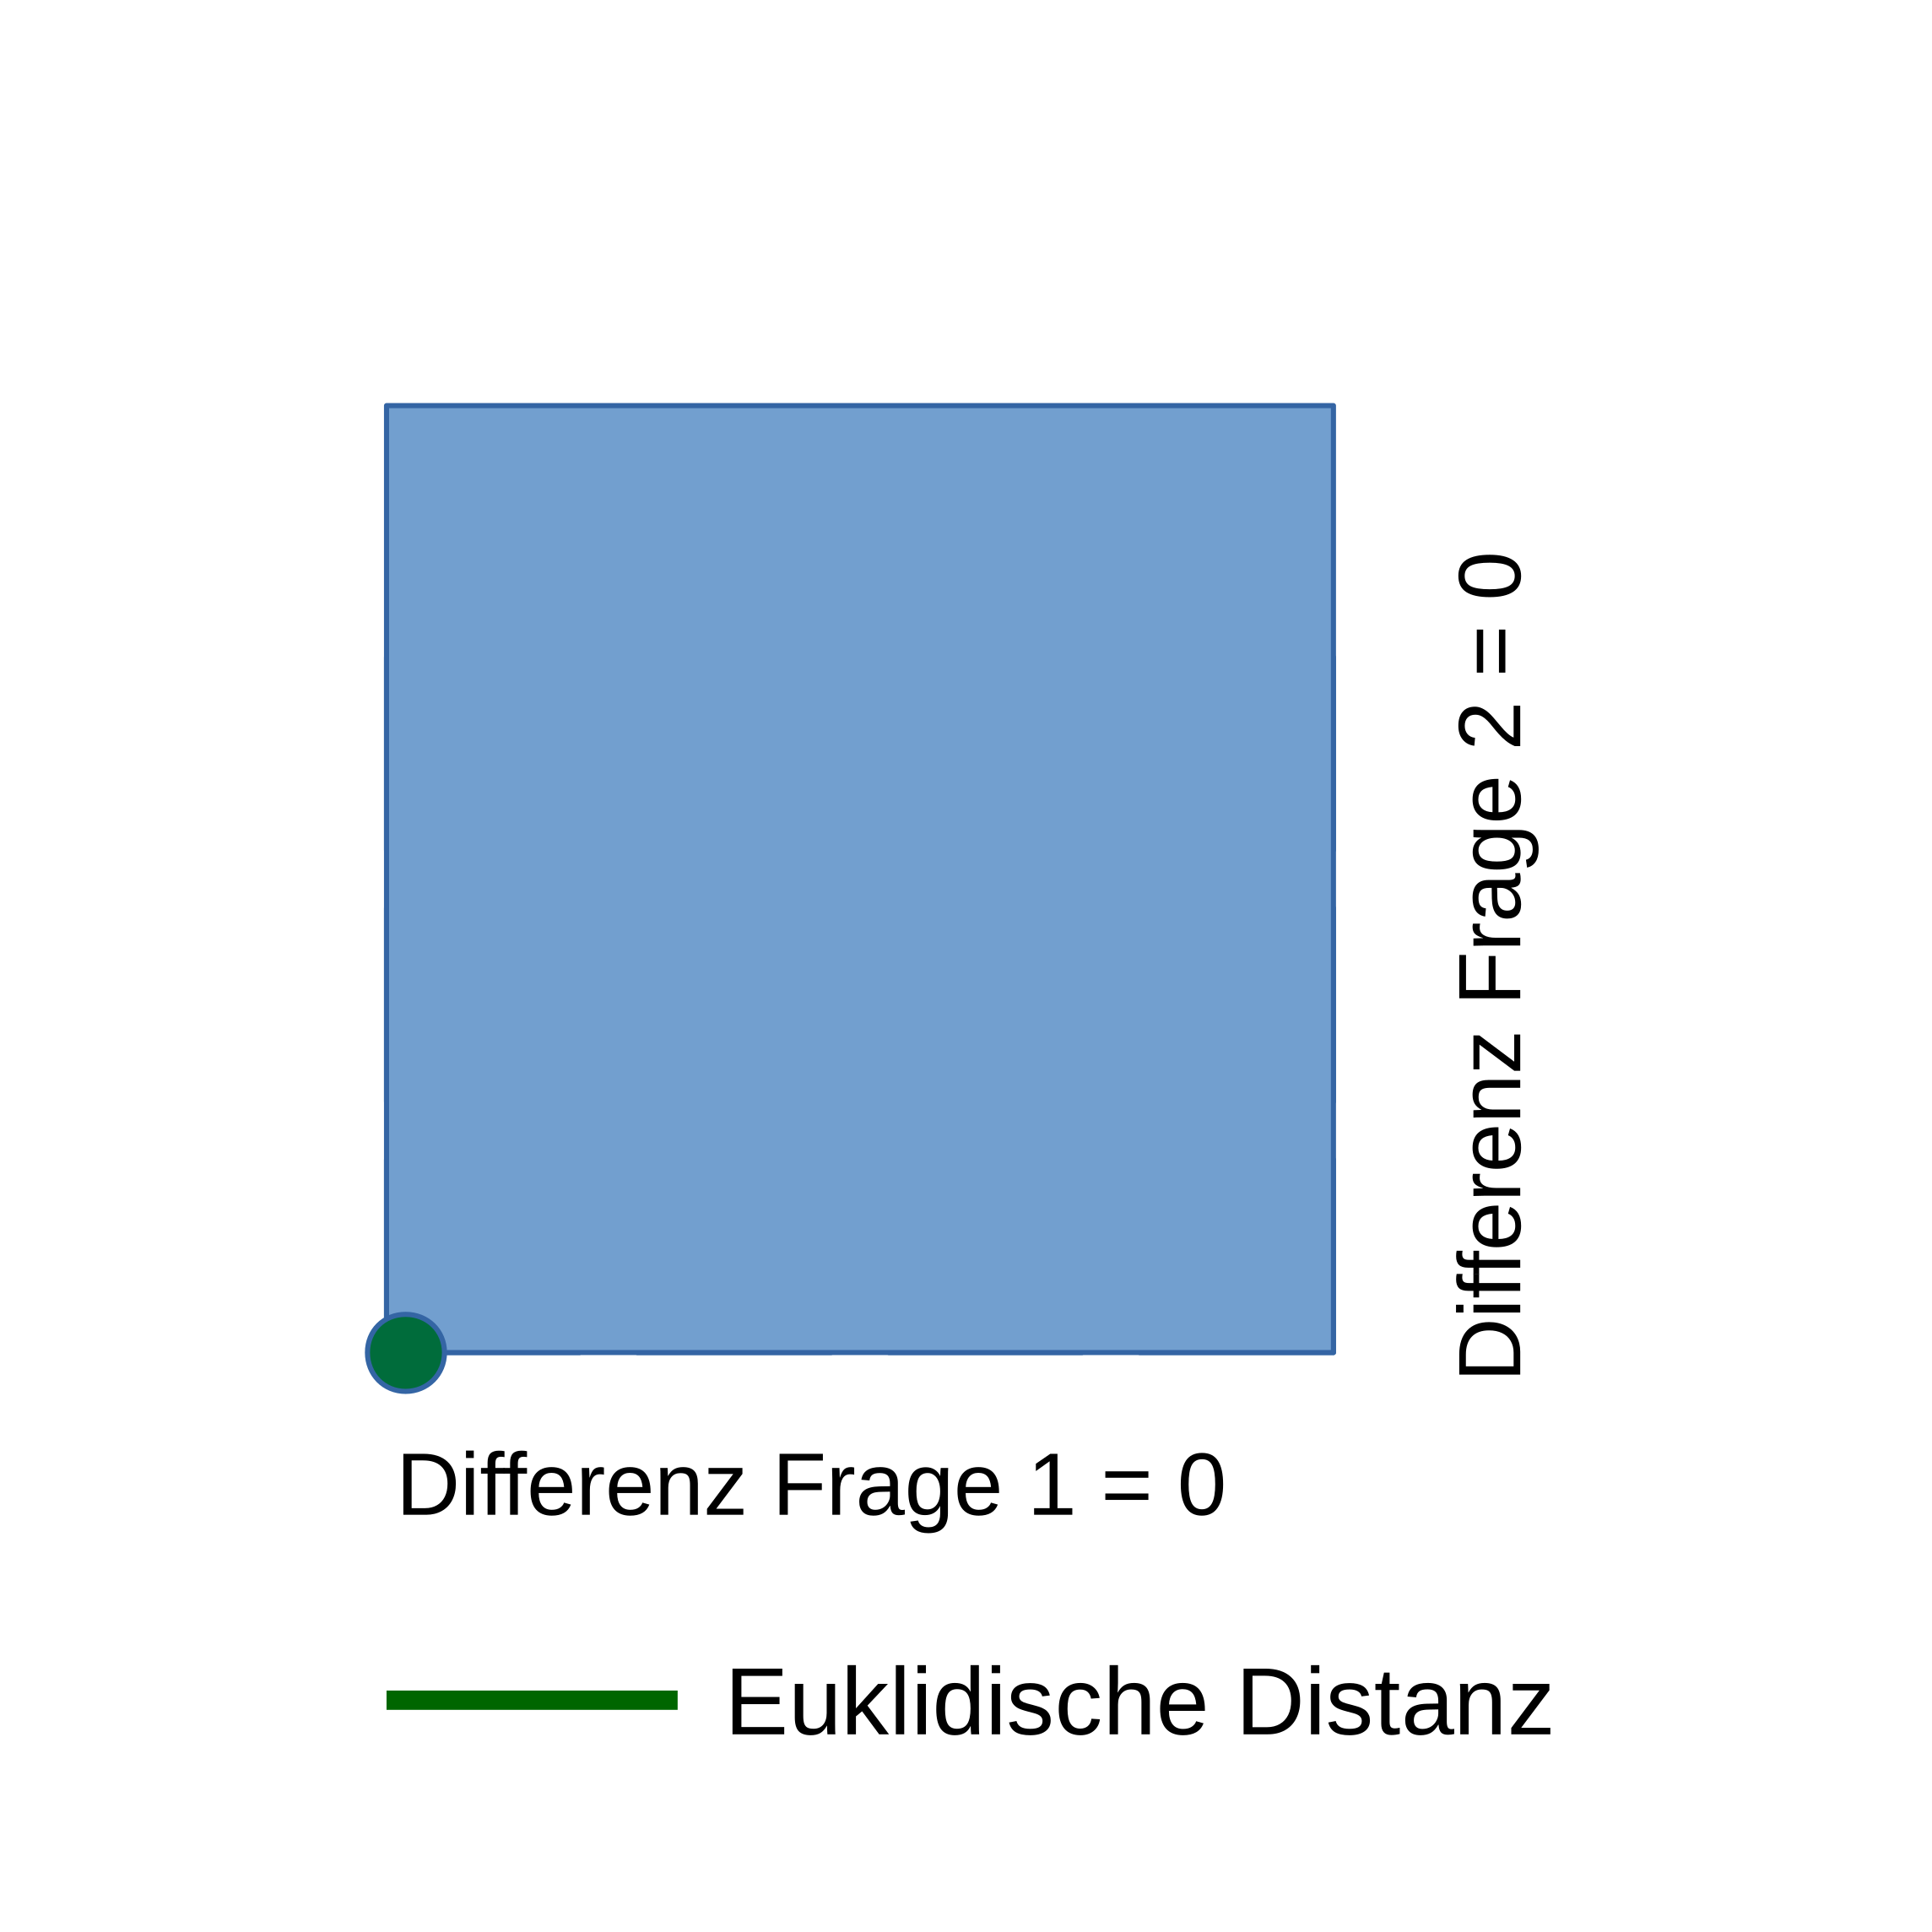 Differenz Frage 2 = 0
Differenz Frage 1 = 0
Euklidische Distanz